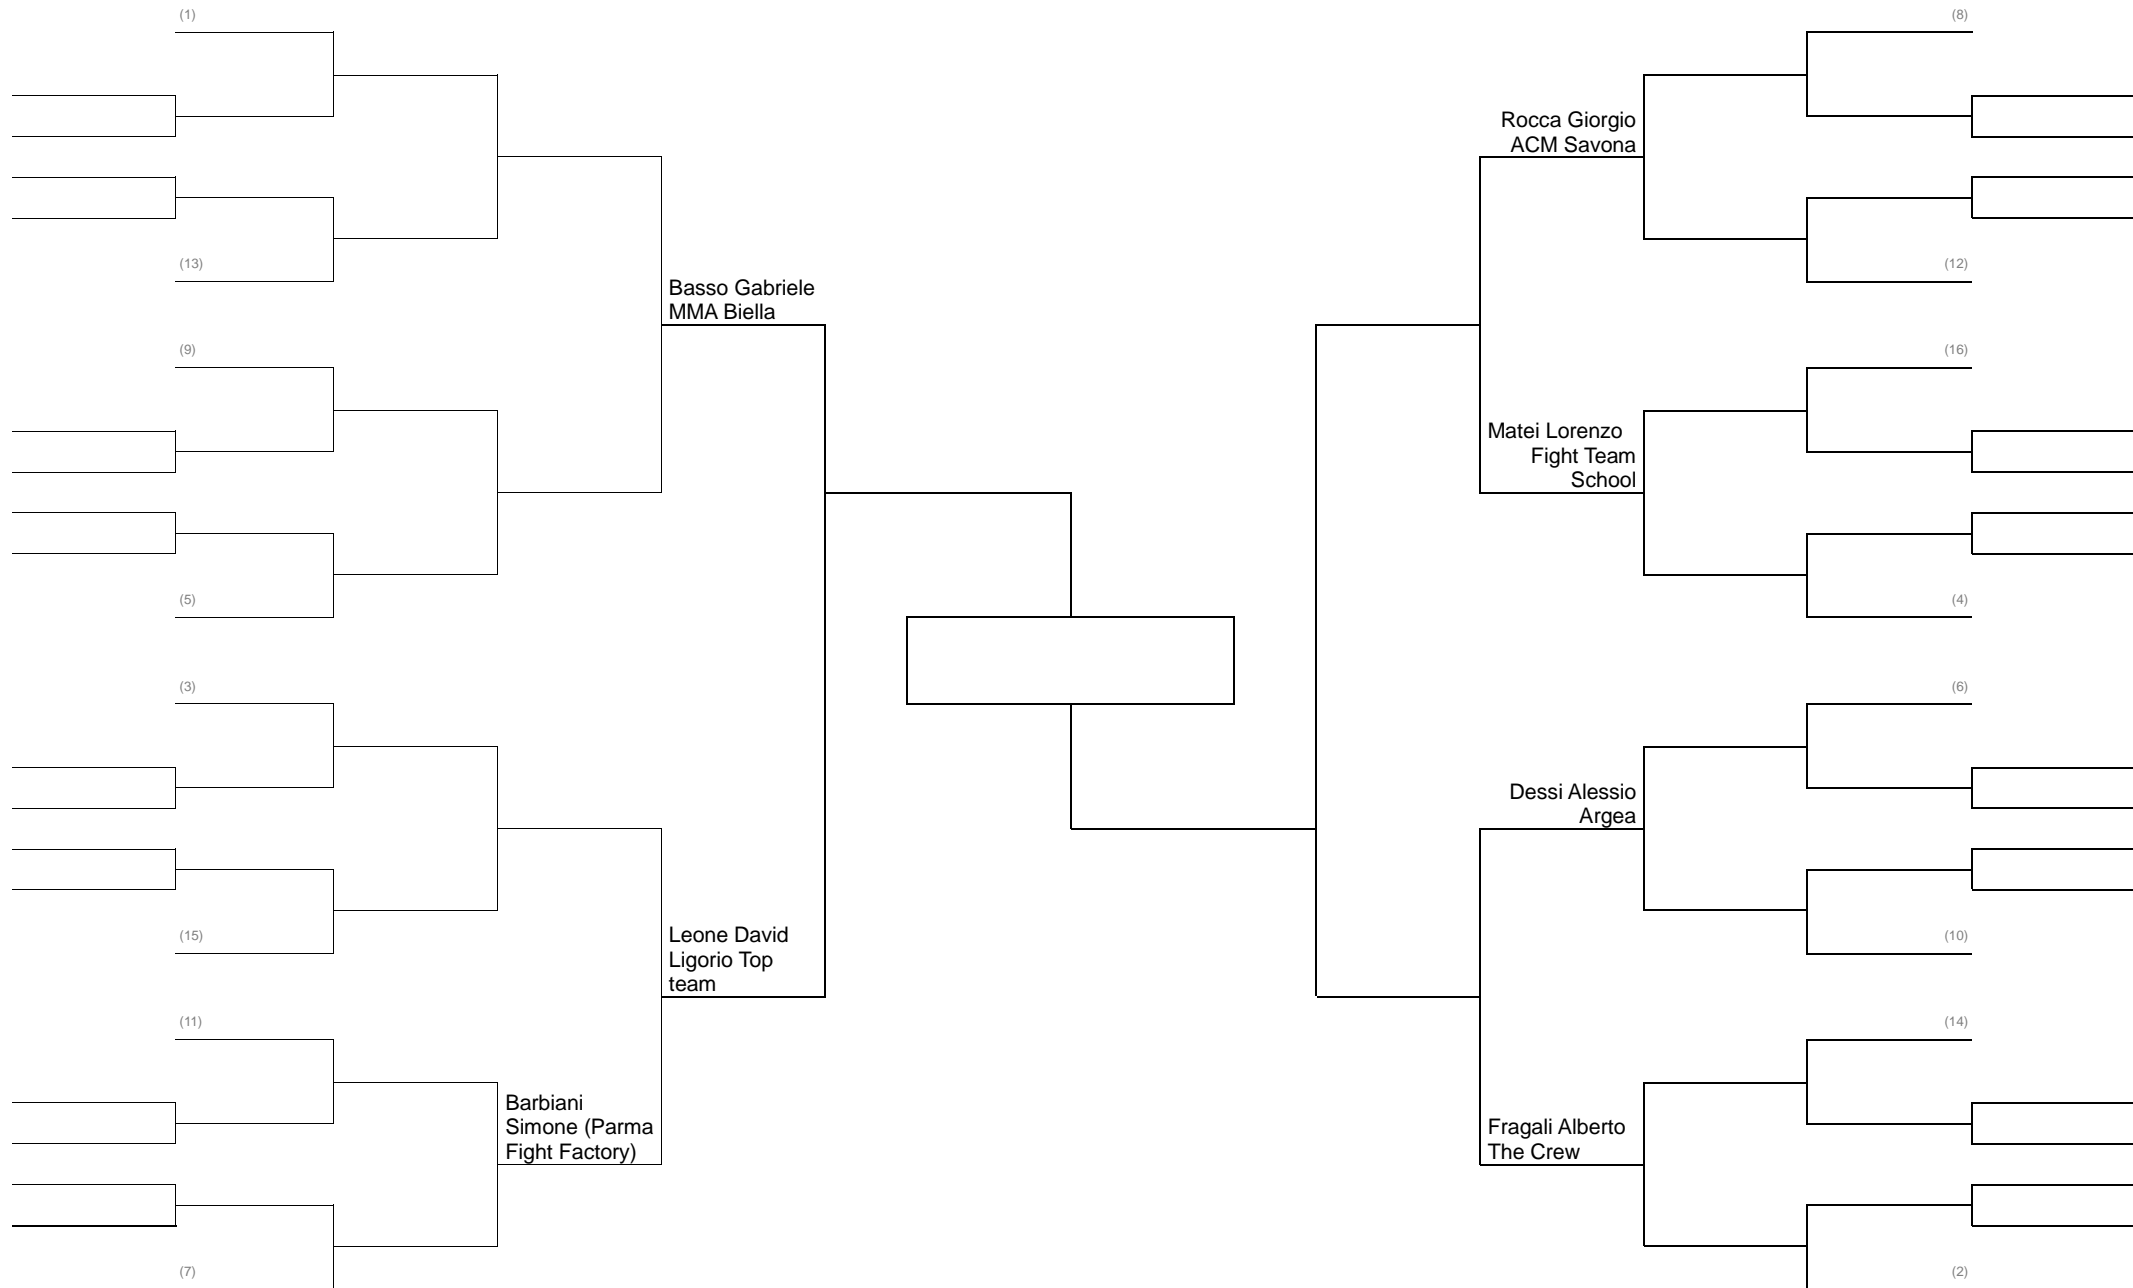 (1)
(13)
(9)
(5)
(3)
(15)
(11)
(7)
Barbiani
Simone (Parma
Fight Factory)
Basso Gabriele
MMA Biella
Leone David
Ligorio Top
team
Rocca Giorgio
ACM Savona
Matei Lorenzo
Fight Team
School
Dessi Alessio
Argea
Fragali Alberto
The Crew
(8)
(12)
(16)
(4)
(6)
(10)
(14)
(2)